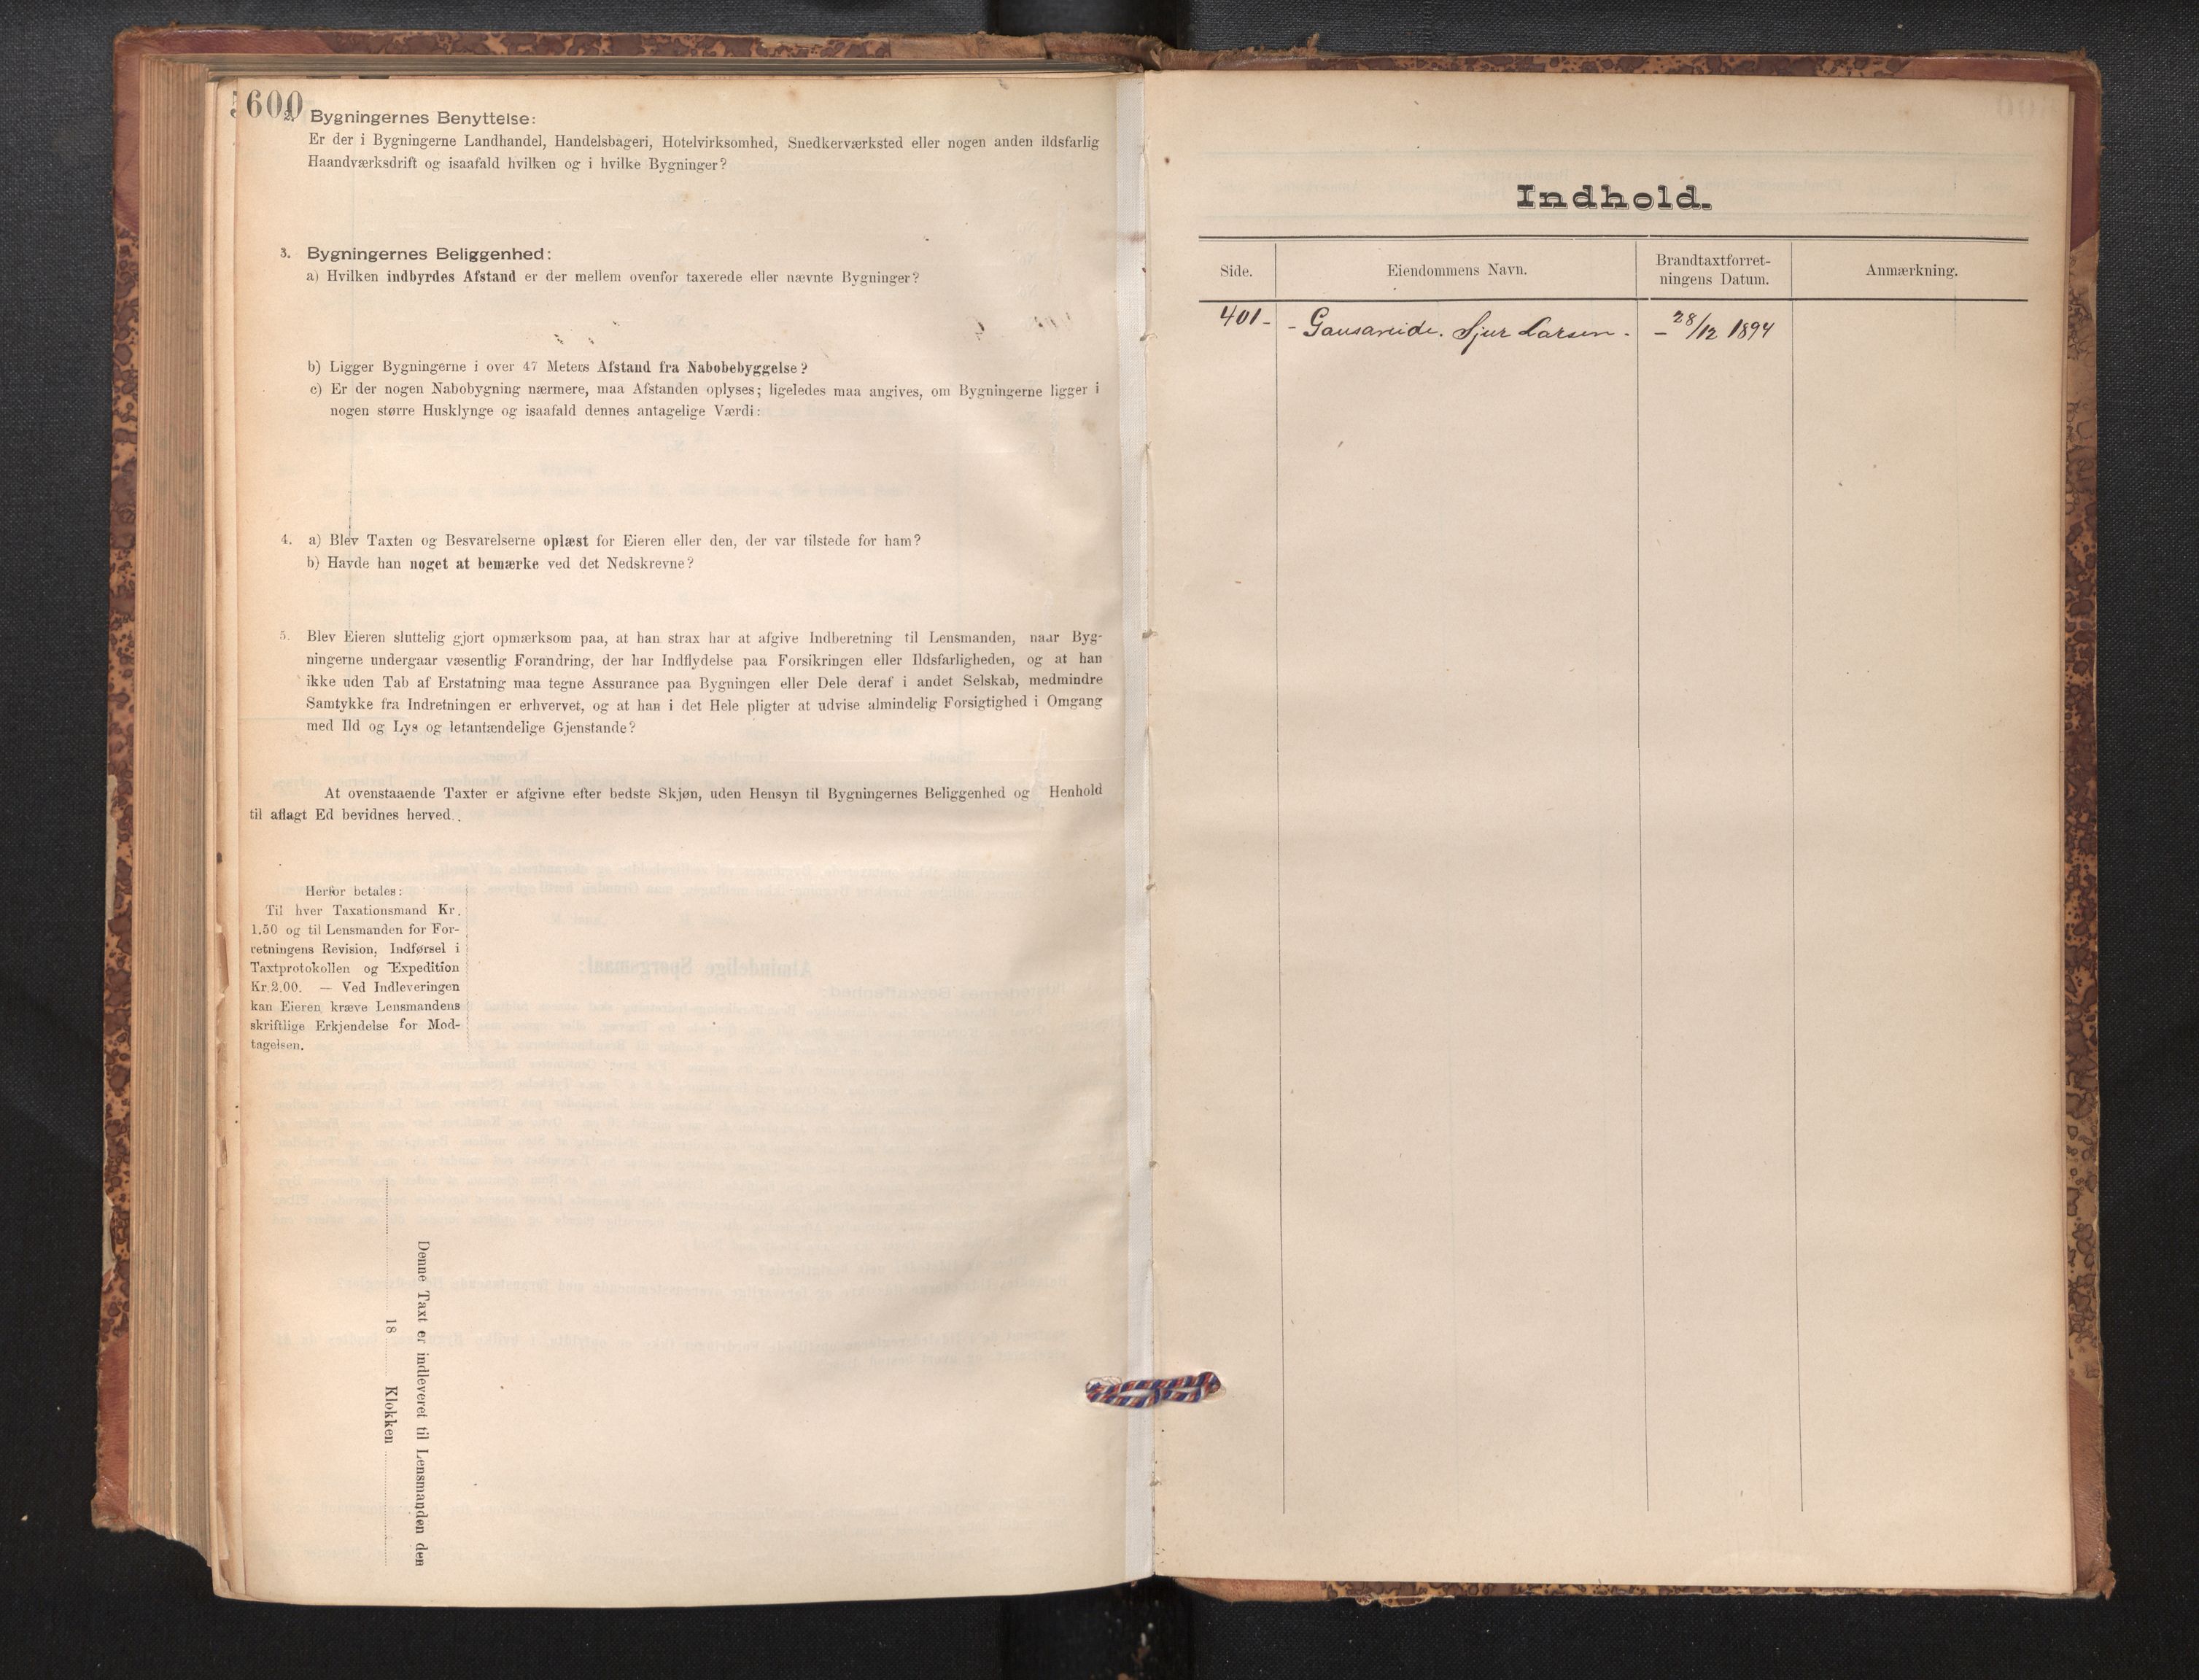 600
2. Bygningernes Benyttelse:
Er der i Bygningerne Landhandel, Handelsbageri, Hotelvirksomhed, Snedkerværksted eller nogen anden ildsfarlig
Haandværksdrift og isaafald hvilken og i hvilke Bygninger?
3. Bygningernes Beliggenhed:
a) Hvilken indbyrdes Afstand er der mellem ovenfor taxerede eller nævnte Bygninger?
b) Ligger Bygningerne i over 47 Meters Afstand fra Nabobebyggelse?
c) Er der nogen Nabobygning nærmere, maa Afstanden oplyses; ligeledes maa angives, om Bygningerne ligger i
nogen større Husklynge og isaafald dennes antagelige Værdi:
4. a) Blev Taxten og Besvarelserne oplæst for Eieren eller den, der var tilstede for ham?
b) Havde han noget at bemærke ved det Nedskrevne?
5. Blev Eieren sluttelig gjort opmærksom paa, at han strax har at afgive Indberetning til Lensmanden, naar Byg-
ningerne undergaar væsentlig Forandring, der har Indflydelse paa Forsikringen eller Ildsfarligheden, og at han
ikke uden Tab af Erstatning maa tegne Assurance paa Bygningen eller Dele deraf i andet Selskab, medmindre
Samtykke fra Indretningen er erhvervet, og at han i det Hele pligter at udvise almindelig Forsigtighed i Omgang
med Ild og Lys og letantændelige Gjenstande?
At ovenstaaende Taxter er afgivne efter bedste Skjøn, uden Hensyn til Bygningernes Beliggenhed og Henhold
til aflagt Ed bevidnes herved.
Herfor betales:
Til hver Taxationsmand Kr.
1.50 og til Lensmanden for For-
retningens Revision, Indførsel i
Taxtprotokollen og Expedition
Kr. 2.00. — Ved Indleveringen
kan Eieren kræve Lensmandens
skriftlige Erkjendelse for Mod-
tagelsen.
Denne Taxt er indleveret til Lensmanden den
18 Klokken
Indhold.
Side. Eiendommens Navn. Brandtaxtforret-
ningens Datum. Anmærkning.
401 - - Gausareide. Sjur Larsen - - 28/12 1894